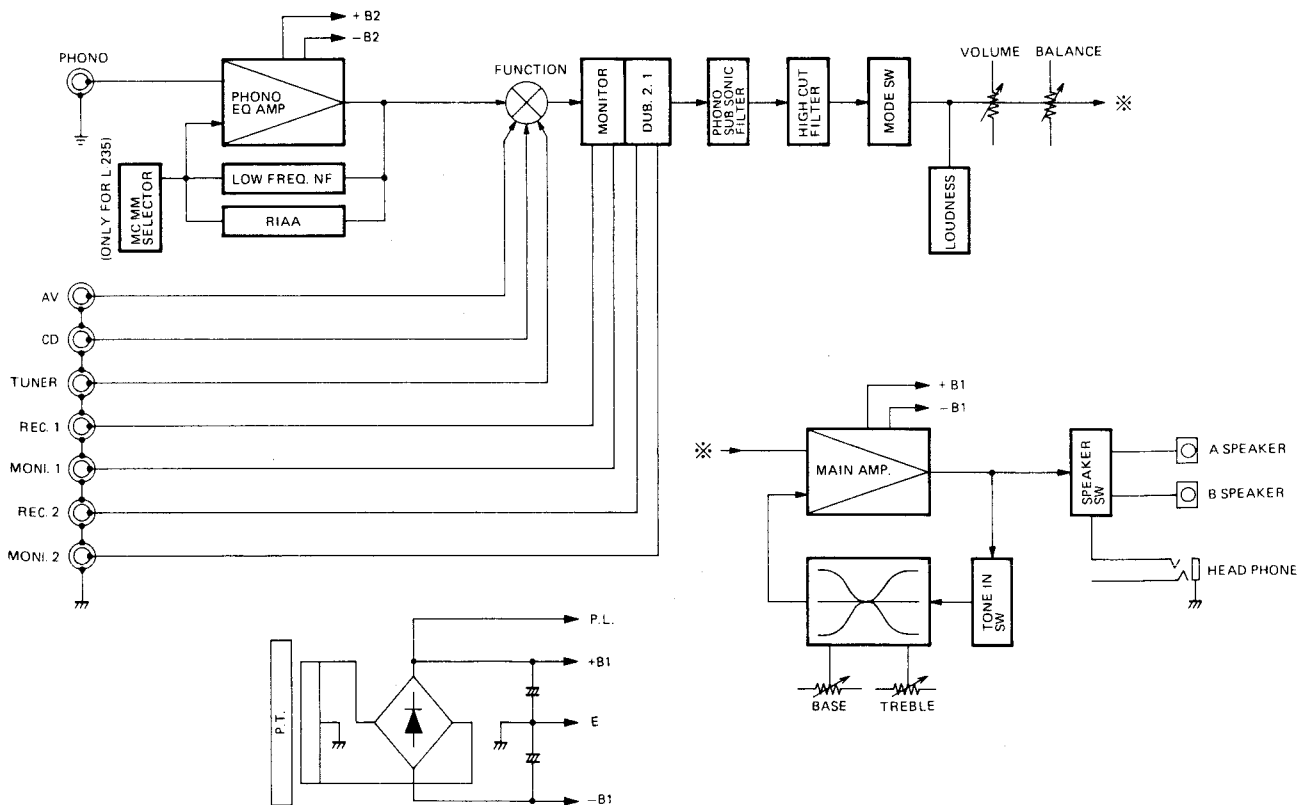 +B2
−B2
PHONO
PHONO
EQ AMP
FUNCTION
MONITOR
DUB. 2. 1
PHONO
SUB SONIC
FILTER
HIGH CUT
FILTER
MODE SW
VOLUME
BALANCE
※
LOUDNESS
(ONLY FOR L 235)
MC MM
SELECTOR
LOW FREQ. NF
RIAA
AV
CD
TUNER
REC. 1
MONI. 1
REC. 2
MONI. 2
+B1
−B1
※
MAIN AMP.
SPEAKER
SW
A SPEAKER
B SPEAKER
HEAD PHONE
TONE IN
SW
BASE
TREBLE
P.T.
P.L.
+B1
E
−B1